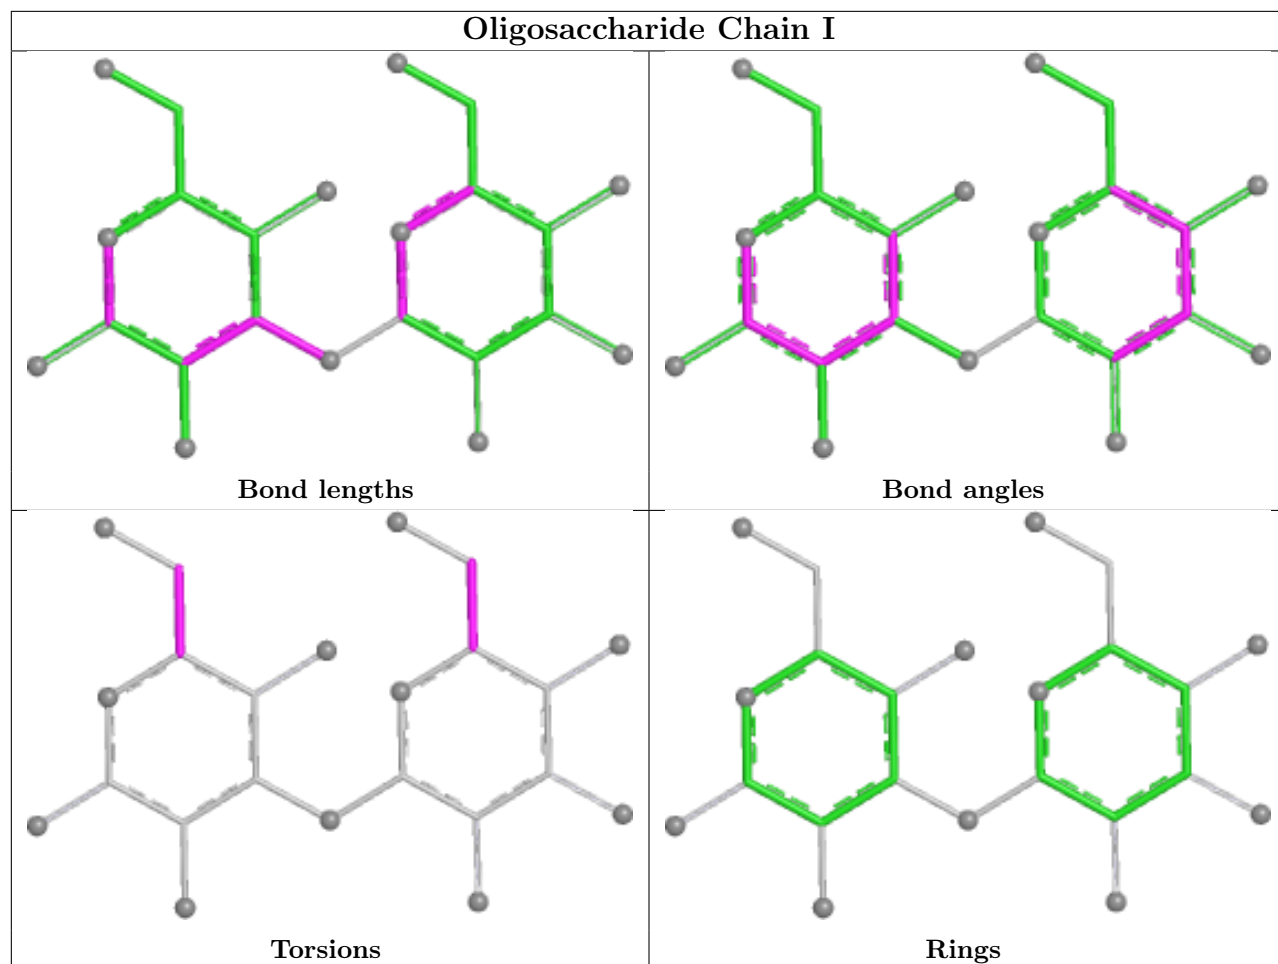 Oligosaccharide Chain I
Bond lengths
Bond angles
Torsions
Rings